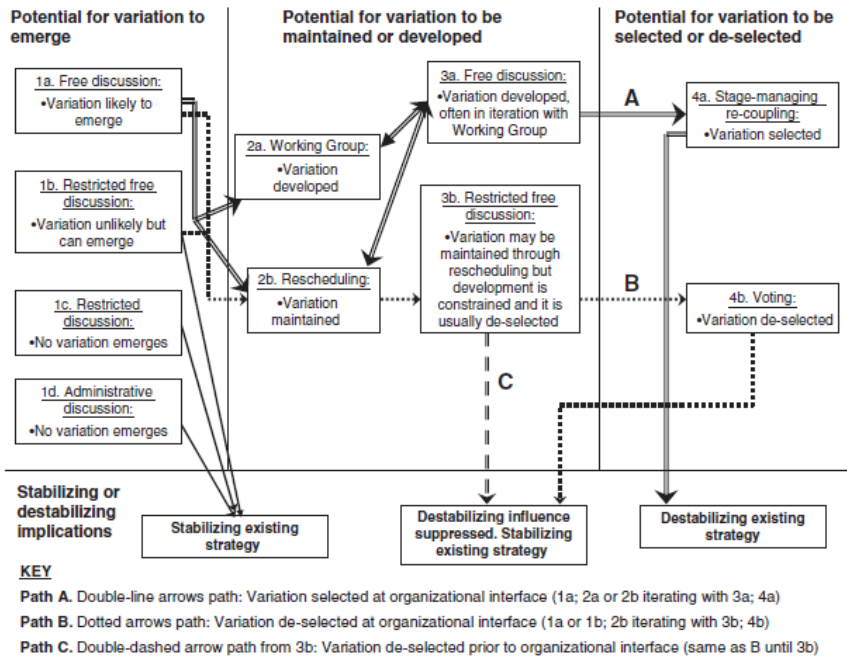 Potential for variation to
emerge
Potential for variation to be
maintained or developed
Potential for variation to be
selected or de-selected
1a. Free discussion:
•Variation likely to
emerge
1b. Restricted free
discussion:
•Variation unlikely but
can emerge
1c. Restricted
discussion:
•No variation emerges
1d. Administrative
discussion:
•No variation emerges
2a. Working Group:
•Variation
developed
2b. Rescheduling:
•Variation
maintained
3a. Free discussion:
•Variation developed,
often in iteration with
Working Group
3b. Restricted free
discussion:
•Variation may be
maintained through
rescheduling but
development is
constrained and it is
usually de-selected
A
B
C
4a. Stage-managing
re-coupling:
•Variation selected
4b. Voting:
•Variation de-selected
Stabilizing or
destabilizing
implications
Stabilizing existing
strategy
Destabilizing influence
suppressed. Stabilizing
existing strategy
Destabilizing existing
strategy
KEY
Path A. Double-line arrows path: Variation selected at organizational interface (1a; 2a or 2b iterating with 3a; 4a)
Path B. Dotted arrows path: Variation de-selected at organizational interface (1a or 1b; 2b iterating with 3b; 4b)
Path C. Double-dashed arrow path from 3b: Variation de-selected prior to organizational interface (same as B until 3b)